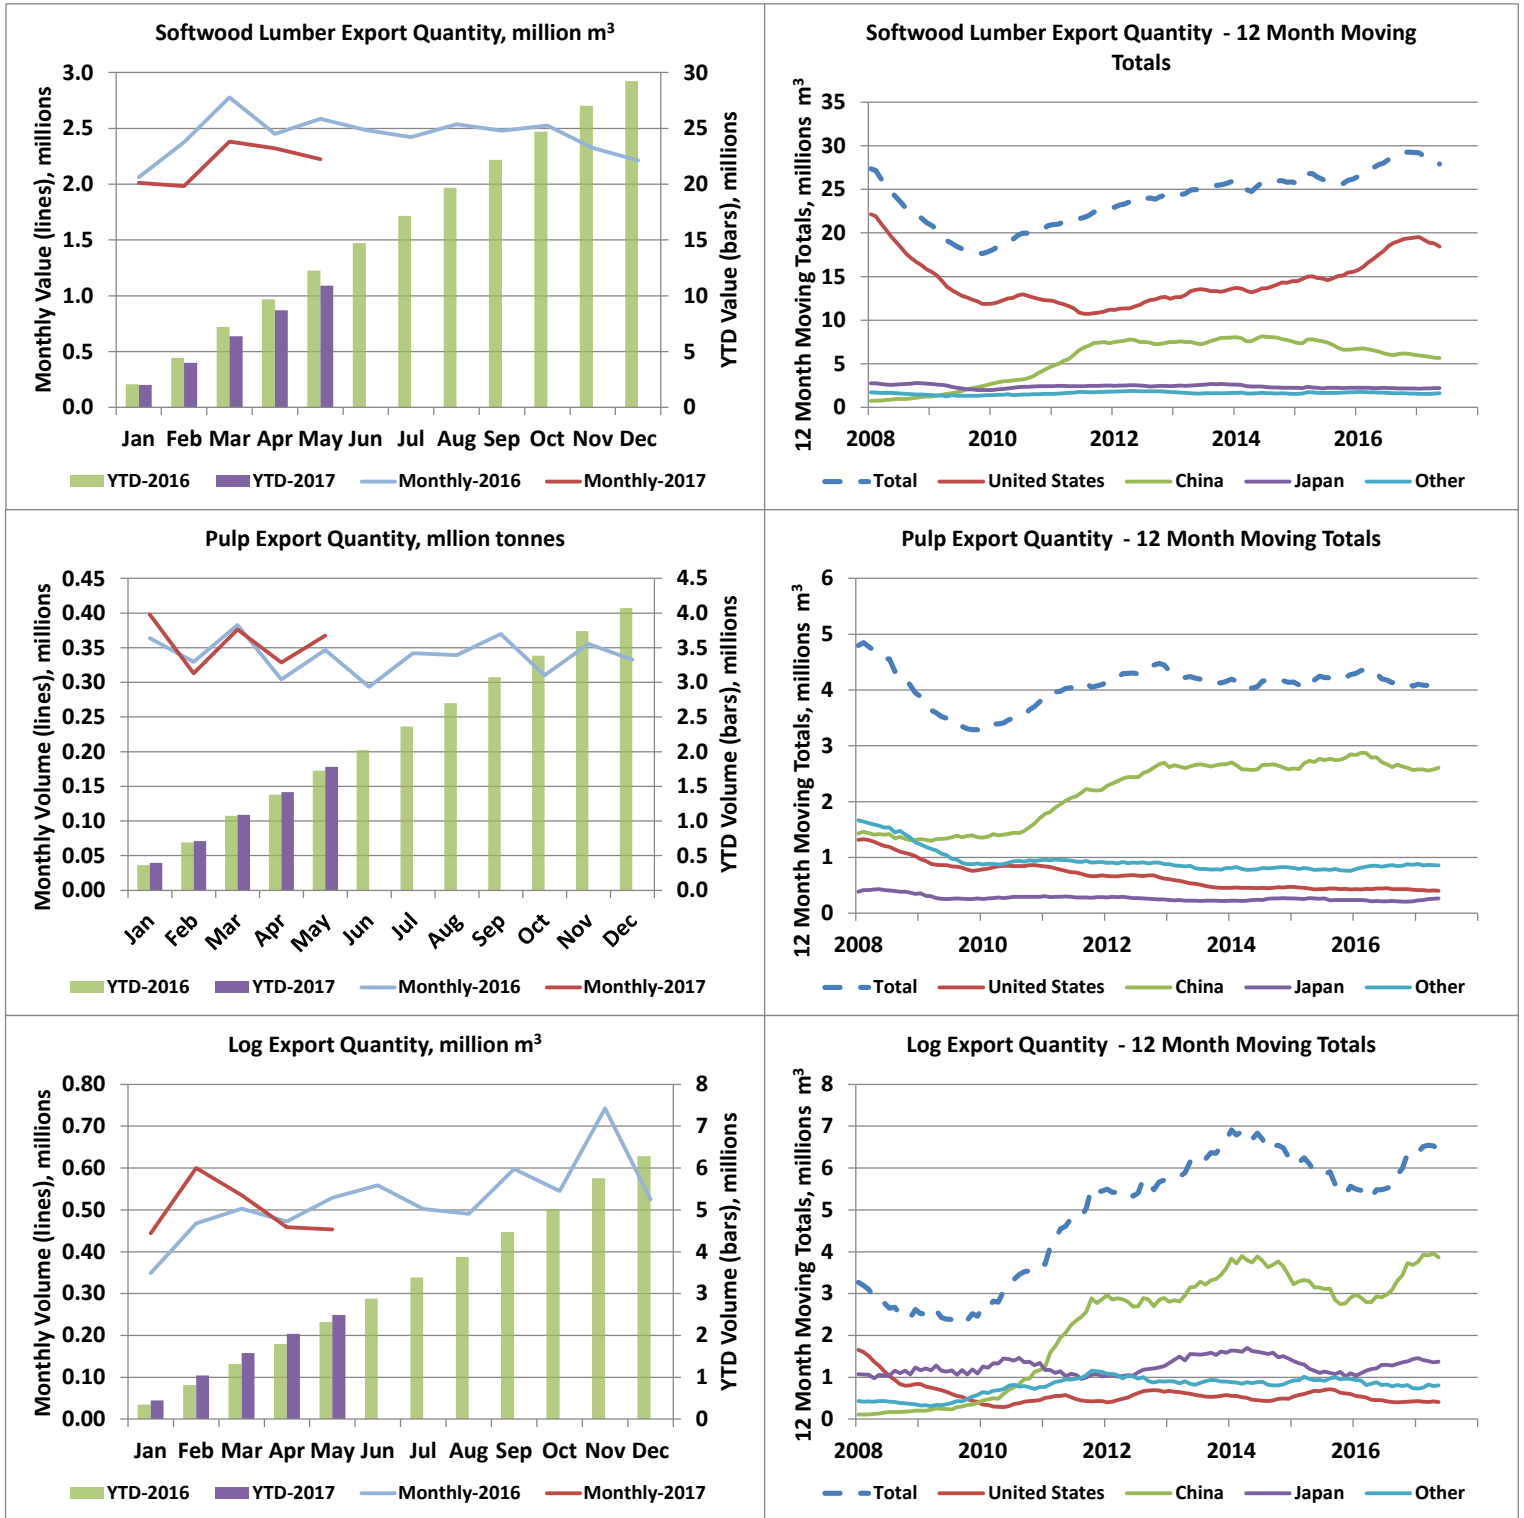 Softwood Lumber Export Quantity, million m³
Monthly Value (lines), millions
3.0
2.5
2.0
1.5
1.0
0.5
0.0
30
25
20
15
10
5
0
YTD Value (bars), millions
Jan Feb Mar Apr May Jun Jul Aug Sep Oct Nov Dec
YTD-2016 YTD-2017 Monthly-2016 Monthly-2017
Softwood Lumber Export Quantity - 12 Month Moving
Totals
12 Month Moving Totals, millions m³
35
30
25
20
15
10
5
0
2008 2010 2012 2014 2016
Total United States China Japan Other
Pulp Export Quantity, mllion tonnes
Monthly Volume (lines), millions
0.45
0.40
0.35
0.30
0.25
0.20
0.15
0.10
0.05
0.00
4.5
4.0
3.5
3.0
2.5
2.0
1.5
1.0
0.5
0.0
YTD Volume (bars), millions
Jan Feb Mar Apr May Jun Jul Aug Sep Oct Nov Dec
YTD-2016 YTD-2017 Monthly-2016 Monthly-2017
Pulp Export Quantity - 12 Month Moving Totals
12 Month Moving Totals, millions m³
6
5
4
3
2
1
0
2008 2010 2012 2014 2016
Total United States China Japan Other
Log Export Quantity, million m³
Monthly Volume (lines), millions
0.80
0.70
0.60
0.50
0.40
0.30
0.20
0.10
0.00
8
7
6
5
4
3
2
1
0
YTD Volume (bars), millions
Jan Feb Mar Apr May Jun Jul Aug Sep Oct Nov Dec
YTD-2016 YTD-2017 Monthly-2016 Monthly-2017
Log Export Quantity - 12 Month Moving Totals
12 Month Moving Totals, millions m³
8
7
6
5
4
3
2
1
0
2008 2010 2012 2014 2016
Total United States China Japan Other